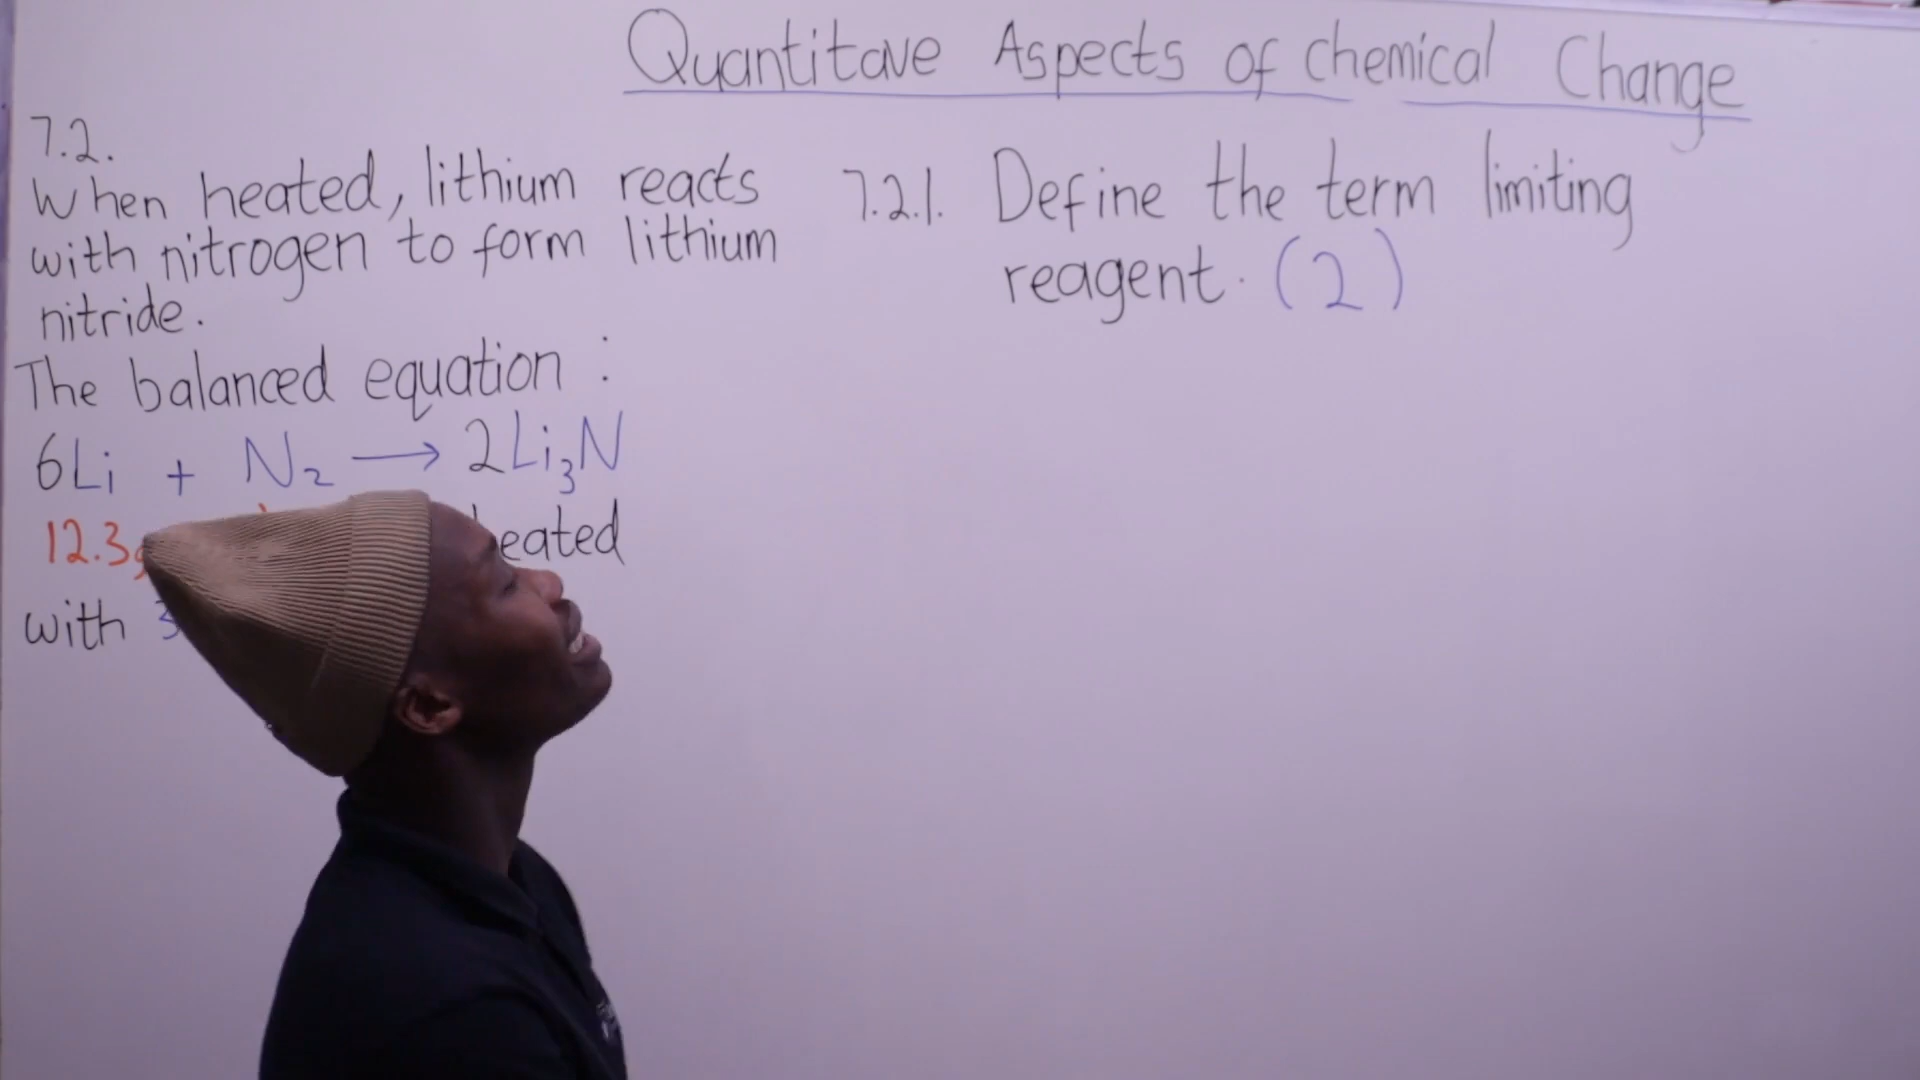 Quantitave Aspects of chemical Change
7.2.
When heated, lithium reacts
with nitrogen to form lithium
nitride.
The balanced equation :
6Li + N₂ → 2Li₃N
12.3g
with 3
7.2.1. Define the term limiting
reagent. (2)